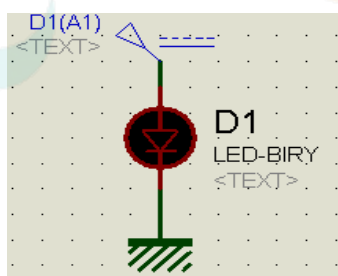 D1(A1)
<TEXT>
D1
LED-BIRY
<TEXT>